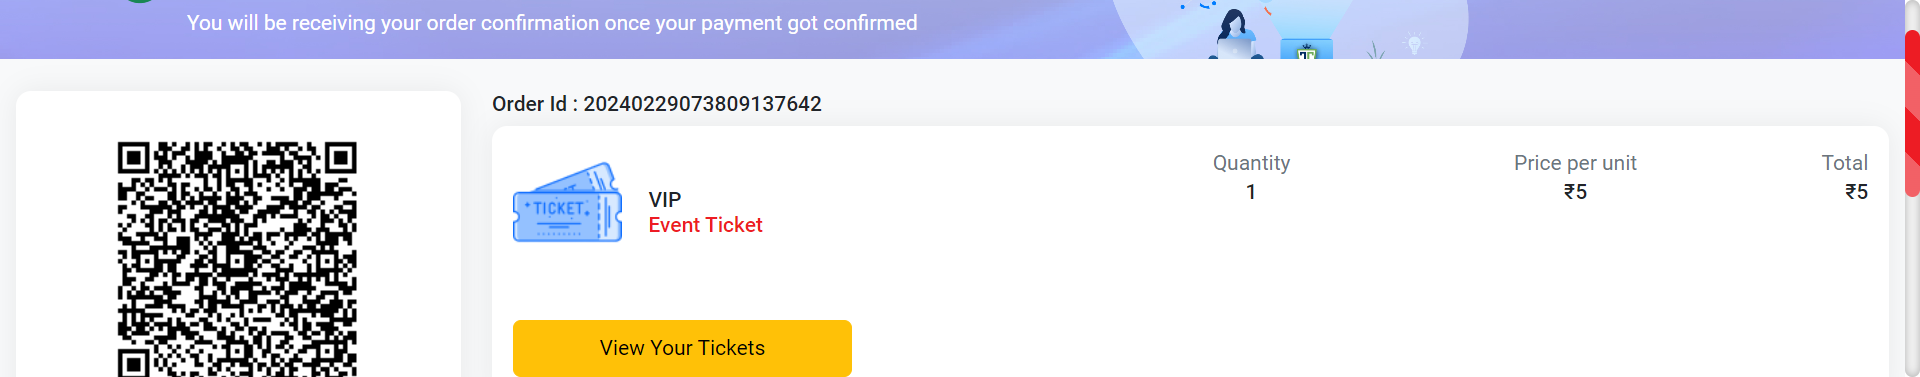 You will be receiving your order confirmation once your payment got confirmed
Order Id : 20240229073809137642
Quantity
Price per unit
Total
1
₹5
₹5
TICKET
VIP
Event Ticket
View Your Tickets